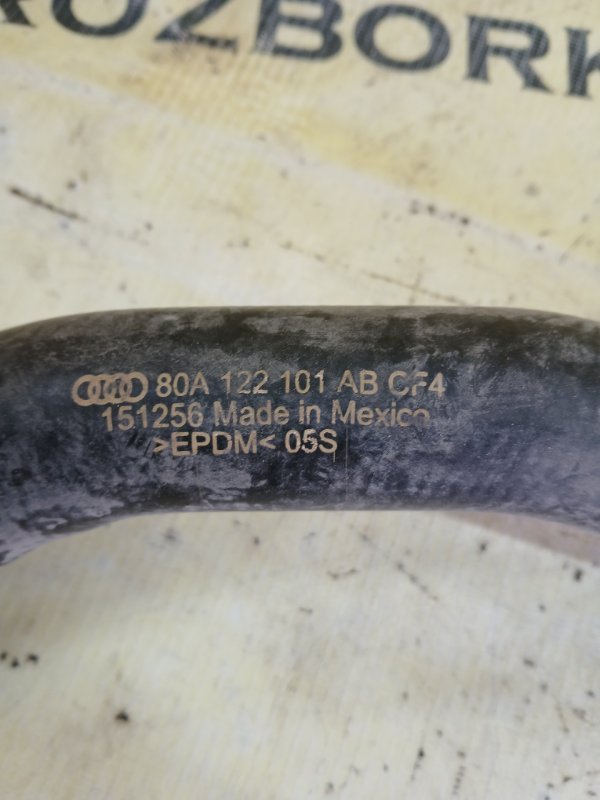 ROZBORK
80A 122 101 AB CF4
151256 Made in Mexico
>EPDM< 05S